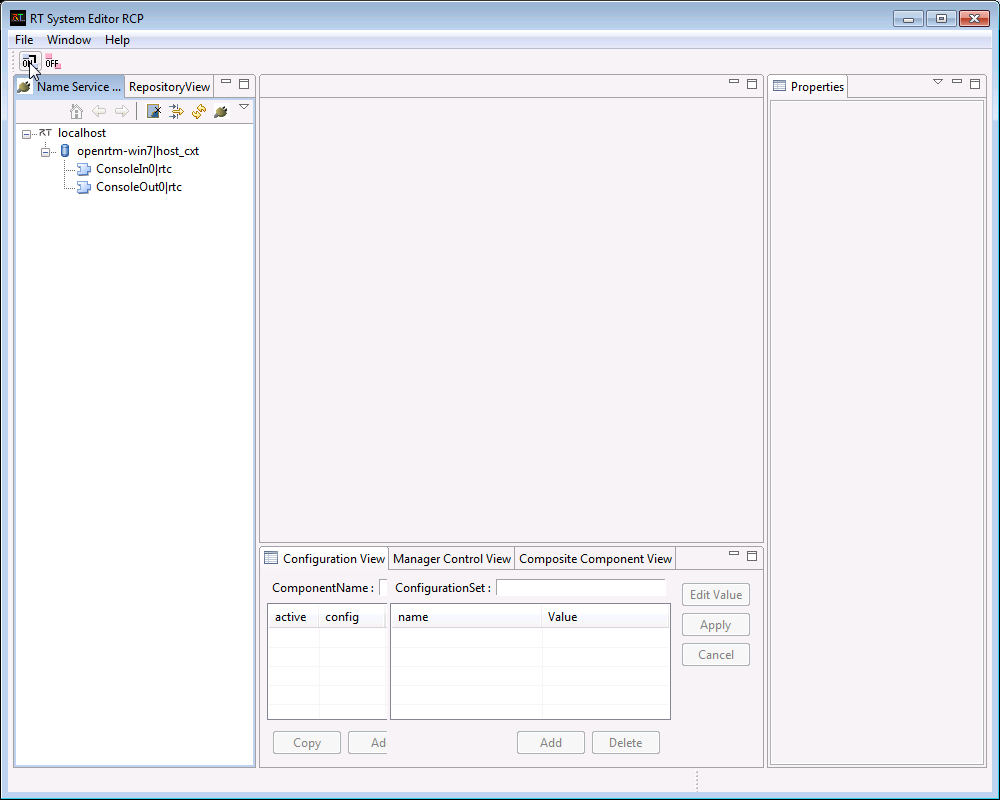 RT System Editor RCP
File Window Help
OFF
Name Service ... RepositoryView
Properties
RT localhost
openrtm-win7|host_cxt
ConsoleIn0|rtc
ConsoleOut0|rtc
Configuration View Manager Control View Composite Component View
ComponentName : ConfigurationSet :
Edit Value
active config name Value
Apply
Cancel
Copy Ad Add Delete